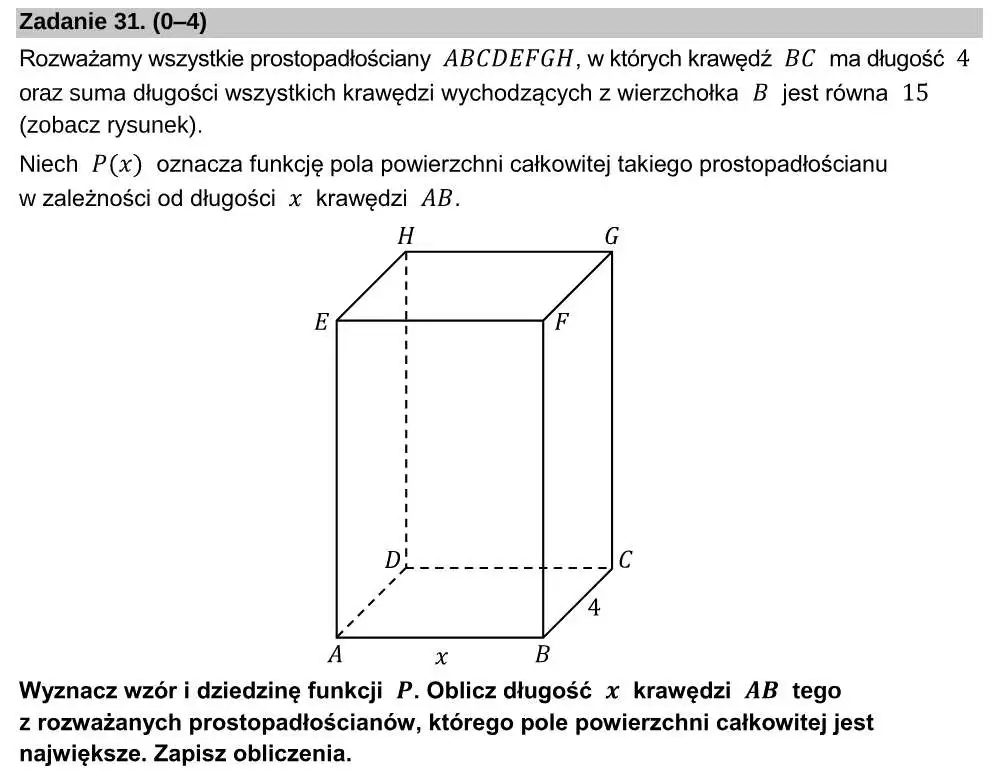 Zadanie 31. (0–4)
Rozważamy wszystkie prostopadłościany ABCDEFGH, w których krawędź BC ma długość 4
oraz suma długości wszystkich krawędzi wychodzących z wierzchołka B jest równa 15
(zobacz rysunek).
Niech P(x) oznacza funkcję pola powierzchni całkowitej takiego prostopadłościanu
w zależności od długości x krawędzi AB.
H G
E F
D C
4
A x B
Wyznacz wzór i dziedzinę funkcji P. Oblicz długość x krawędzi AB tego
z rozważanych prostopadłościanów, którego pole powierzchni całkowitej jest
największe. Zapisz obliczenia.